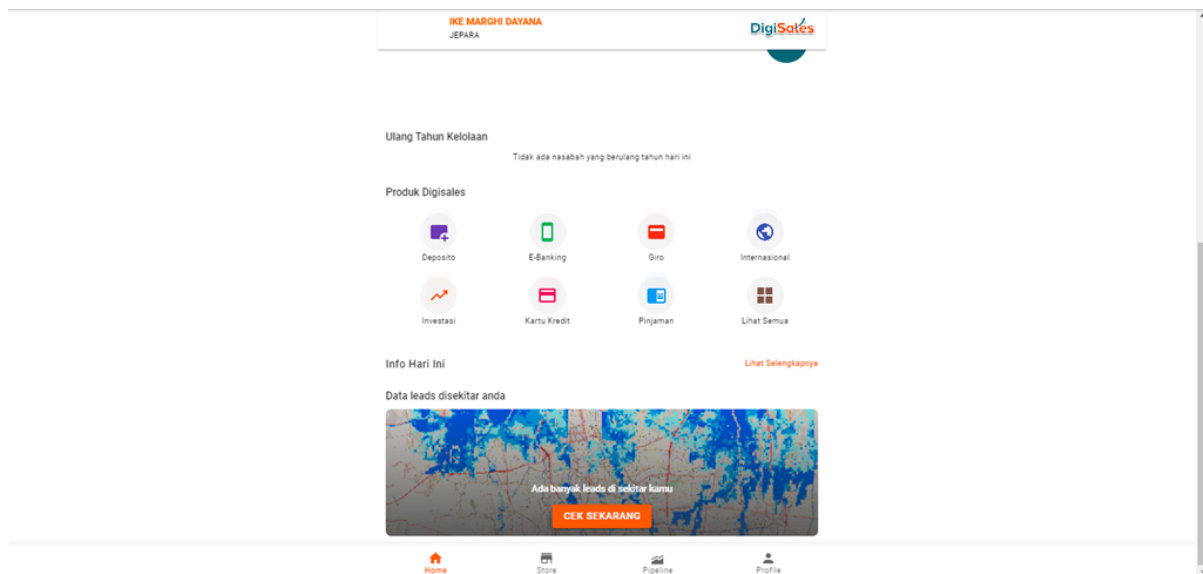 IKE MARGHI DAYANA
JEPARA
DigiSales
Ulang Tahun Kelolaan
Tidak ada nasabah yang berulang tahun hari ini
Produk Digisales
Deposito E-Banking Giro Internasional
Investasi Kartu Kredit Pinjaman Lihat Semua
Info Hari Ini Lihat Selengkapnya
Data leads disekitar anda
Ada banyak leads di sekitar kamu
CEK SEKARANG
Home Store Pipeline Profile